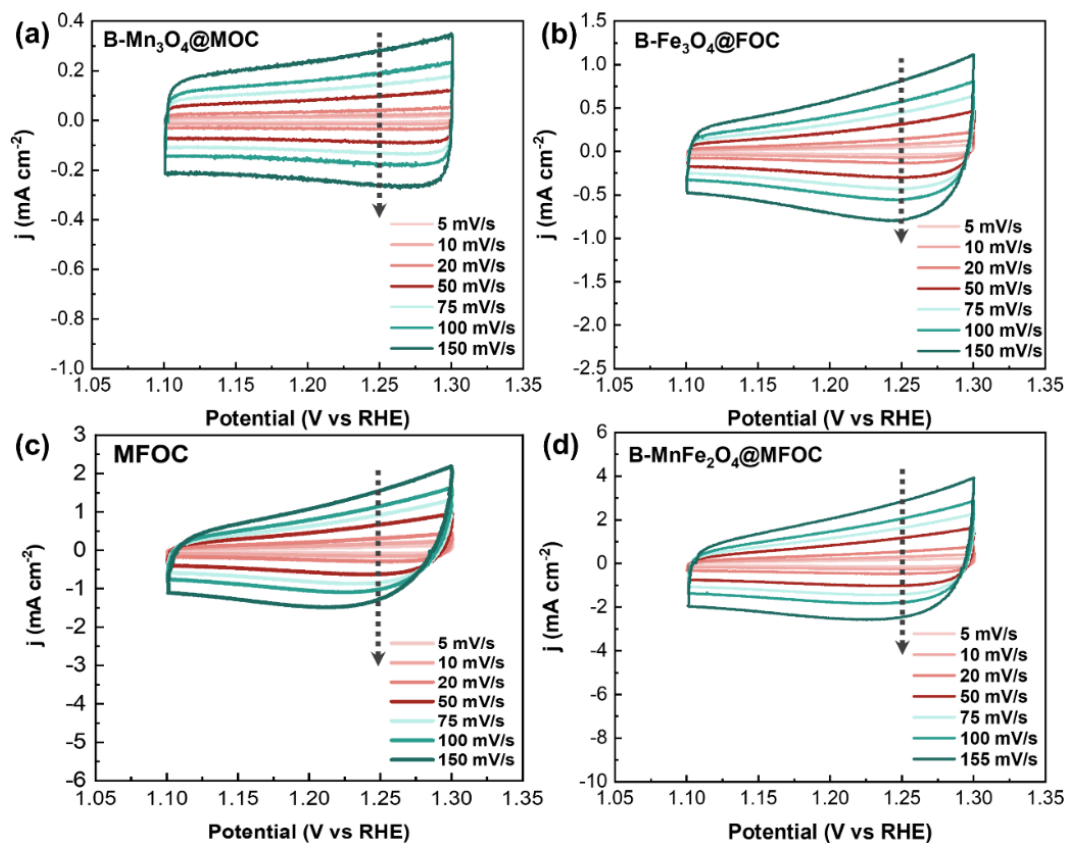 (a)
B-Mn₃O₄@MOC
j (mA cm⁻²)
0.4
0.2
0.0
-0.2
-0.4
-0.6
-0.8
-1.0
5 mV/s
10 mV/s
20 mV/s
50 mV/s
75 mV/s
100 mV/s
150 mV/s
1.05 1.10 1.15 1.20 1.25 1.30 1.35
Potential (V vs RHE)
(b)
B-Fe₃O₄@FOC
j (mA cm⁻²)
1.5
1.0
0.5
0.0
-0.5
-1.0
-1.5
-2.0
-2.5
5 mV/s
10 mV/s
20 mV/s
50 mV/s
75 mV/s
100 mV/s
150 mV/s
1.05 1.10 1.15 1.20 1.25 1.30 1.35
Potential (V vs RHE)
(c)
MFOC
j (mA cm⁻²)
3
2
1
0
-1
-2
-3
-4
-5
-6
5 mV/s
10 mV/s
20 mV/s
50 mV/s
75 mV/s
100 mV/s
150 mV/s
1.05 1.10 1.15 1.20 1.25 1.30 1.35
Potential (V vs RHE)
(d)
B-MnFe₂O₄@MFOC
j (mA cm⁻²)
6
4
2
0
-2
-4
-6
-8
-10
5 mV/s
10 mV/s
20 mV/s
50 mV/s
75 mV/s
100 mV/s
155 mV/s
1.05 1.10 1.15 1.20 1.25 1.30 1.35
Potential (V vs RHE)